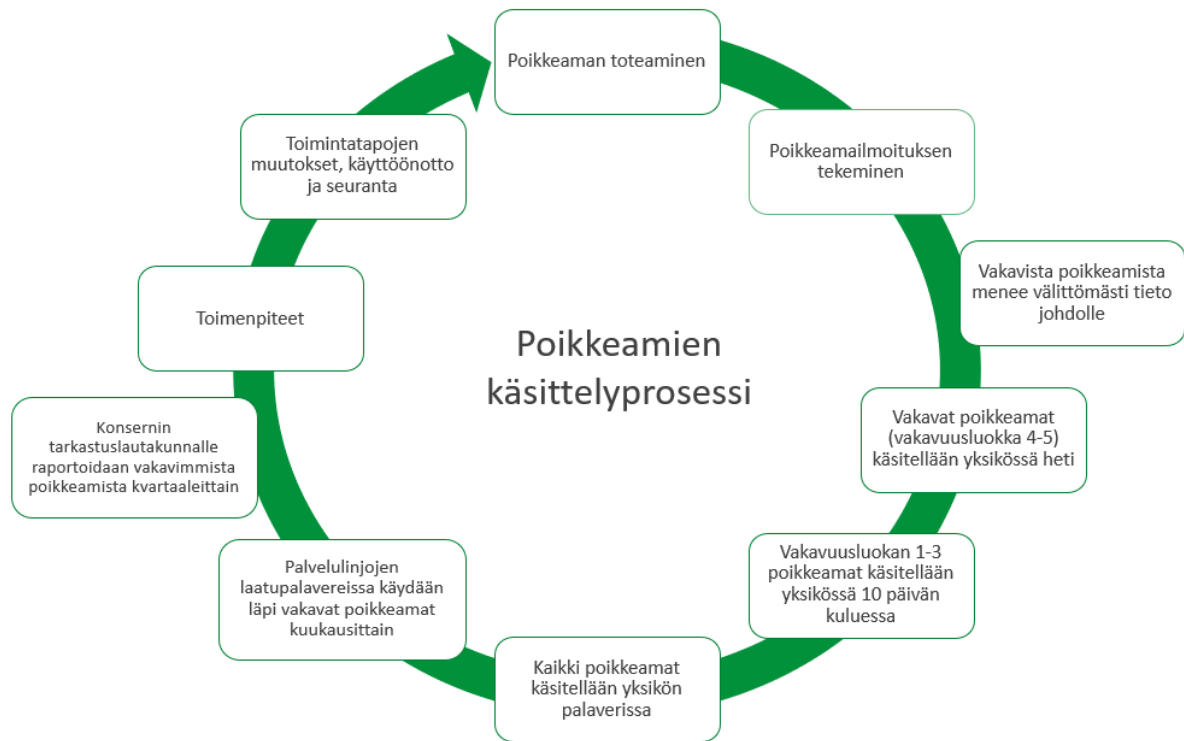 Poikkeamien
käsittelyprosessi
Poikkeaman toteaminen
Poikkeamailmoituksen
tekeminen
Vakavista poikkeamista
menee välittömästi tieto
johdolle
Vakavat poikkeamat
(vakavuusluokka 4-5)
käsitellään yksikössä heti
Vakavuusluokan 1-3
poikkeamat käsitellään
yksikössä 10 päivän
kuluessa
Kaikki poikkeamat
käsitellään yksikön
palaverissa
Palvelulinjojen
laatupalavereissa käydään
läpi vakavat poikkeamat
kuukausittain
Konsernin
tarkastuslautakunnalle
raportoidaan vakavimmista
poikkeamista kvartaaleittain
Toimenpiteet
Toimintatapojen
muutokset, käyttöönotto
ja seuranta